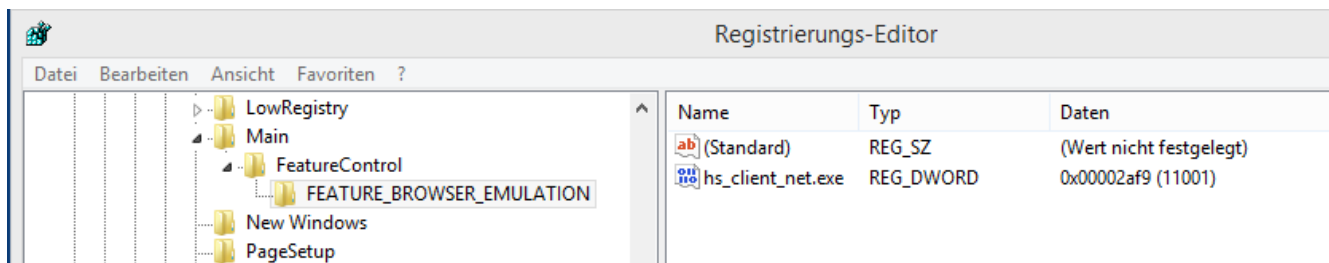 Registrierungs-Editor
Datei Bearbeiten Ansicht Favoriten ?
LowRegistry
Main
FeatureControl
FEATURE_BROWSER_EMULATION
New Windows
PageSetup
Name Typ Daten
ab (Standard) REG_SZ (Wert nicht festgelegt)
hs_client_net.exe REG_DWORD 0x00002af9 (11001)